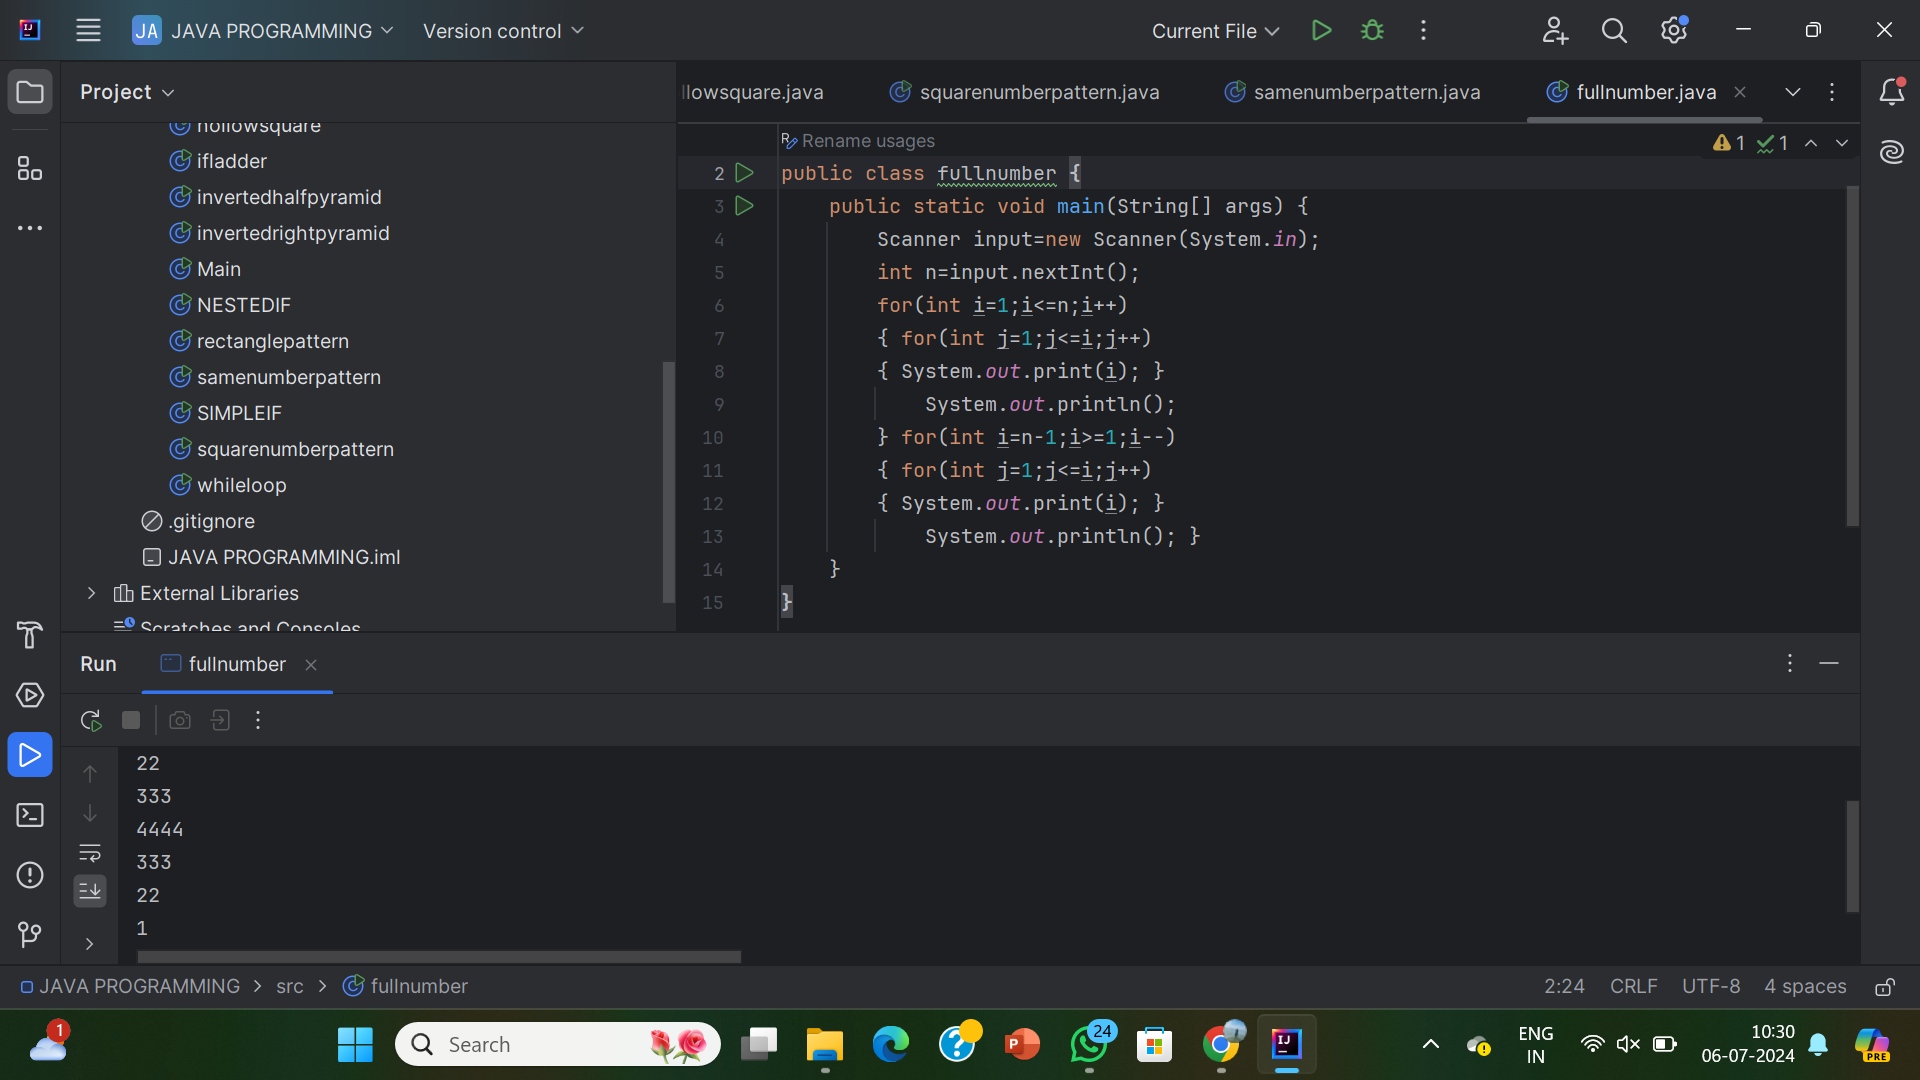 JA JAVA PROGRAMMING Version control Current File
Project
hollowsquare
ifladder
invertedhalfpyramid
invertedrightpyramid
Main
NESTEDIF
rectanglepattern
samenumberpattern
SIMPLEIF
squarenumberpattern
whileloop
.gitignore
JAVA PROGRAMMING.iml
External Libraries
Scratches and Consoles
llowsquare.java squarenumberpattern.java samenumberpattern.java fullnumber.java
Rename usages 1 1
2 public class fullnumber {
3 public static void main(String[] args) {
4 Scanner input=new Scanner(System.in);
5 int n=input.nextInt();
6 for(int i=1;i<=n;i++)
7 { for(int j=1;j<=i;j++)
8 { System.out.print(i); }
9 System.out.println();
10 } for(int i=n-1;i>=1;i--)
11 { for(int j=1;j<=i;j++)
12 { System.out.print(i); }
13 System.out.println(); }
14 }
15 }
Run fullnumber
22
333
4444
333
22
1
JAVA PROGRAMMING > src > fullnumber 2:24 CRLF UTF-8 4 spaces
1 Search 24 ENG 10:30
IN 06-07-2024 PRE